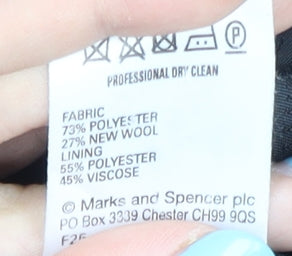 P
PROFESSIONAL DRY CLEAN
FABRIC
73% POLYESTER
27% NEW WOOL
LINING
55% POLYESTER
45% VISCOSE
© Marks and Spencer plc
PO Box 3339 Chester CH99 9QS